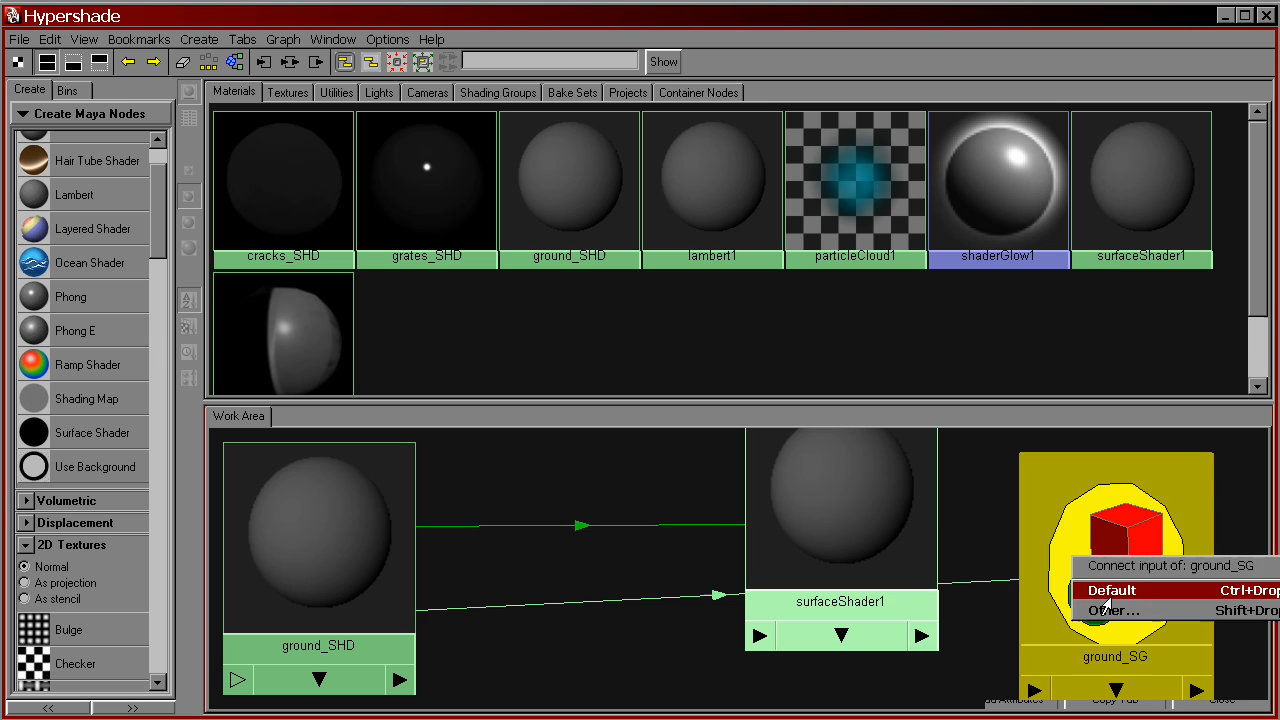 Hypershade
File Edit View Bookmarks Create Tabs Graph Window Options Help
Show
Create Bins
Create Maya Nodes
Hair Tube Shader
Lambert
Layered Shader
Ocean Shader
Phong
Phong E
Ramp Shader
Shading Map
Surface Shader
Use Background
Volumetric
Displacement
2D Textures
Normal
As projection
As stencil
Bulge
Checker
<< >>
Materials Textures Utilities Lights Cameras Shading Groups Bake Sets Projects Container Nodes
cracks_SHD grates_SHD ground_SHD lambert1 particleCloud1 shaderGlow1 surfaceShader1
Work Area
ground_SHD
surfaceShader1
ground_SG
Connect input of: ground_SG
Default Ctrl+Drop
Other... Shift+Drop
Copy Tab
Close